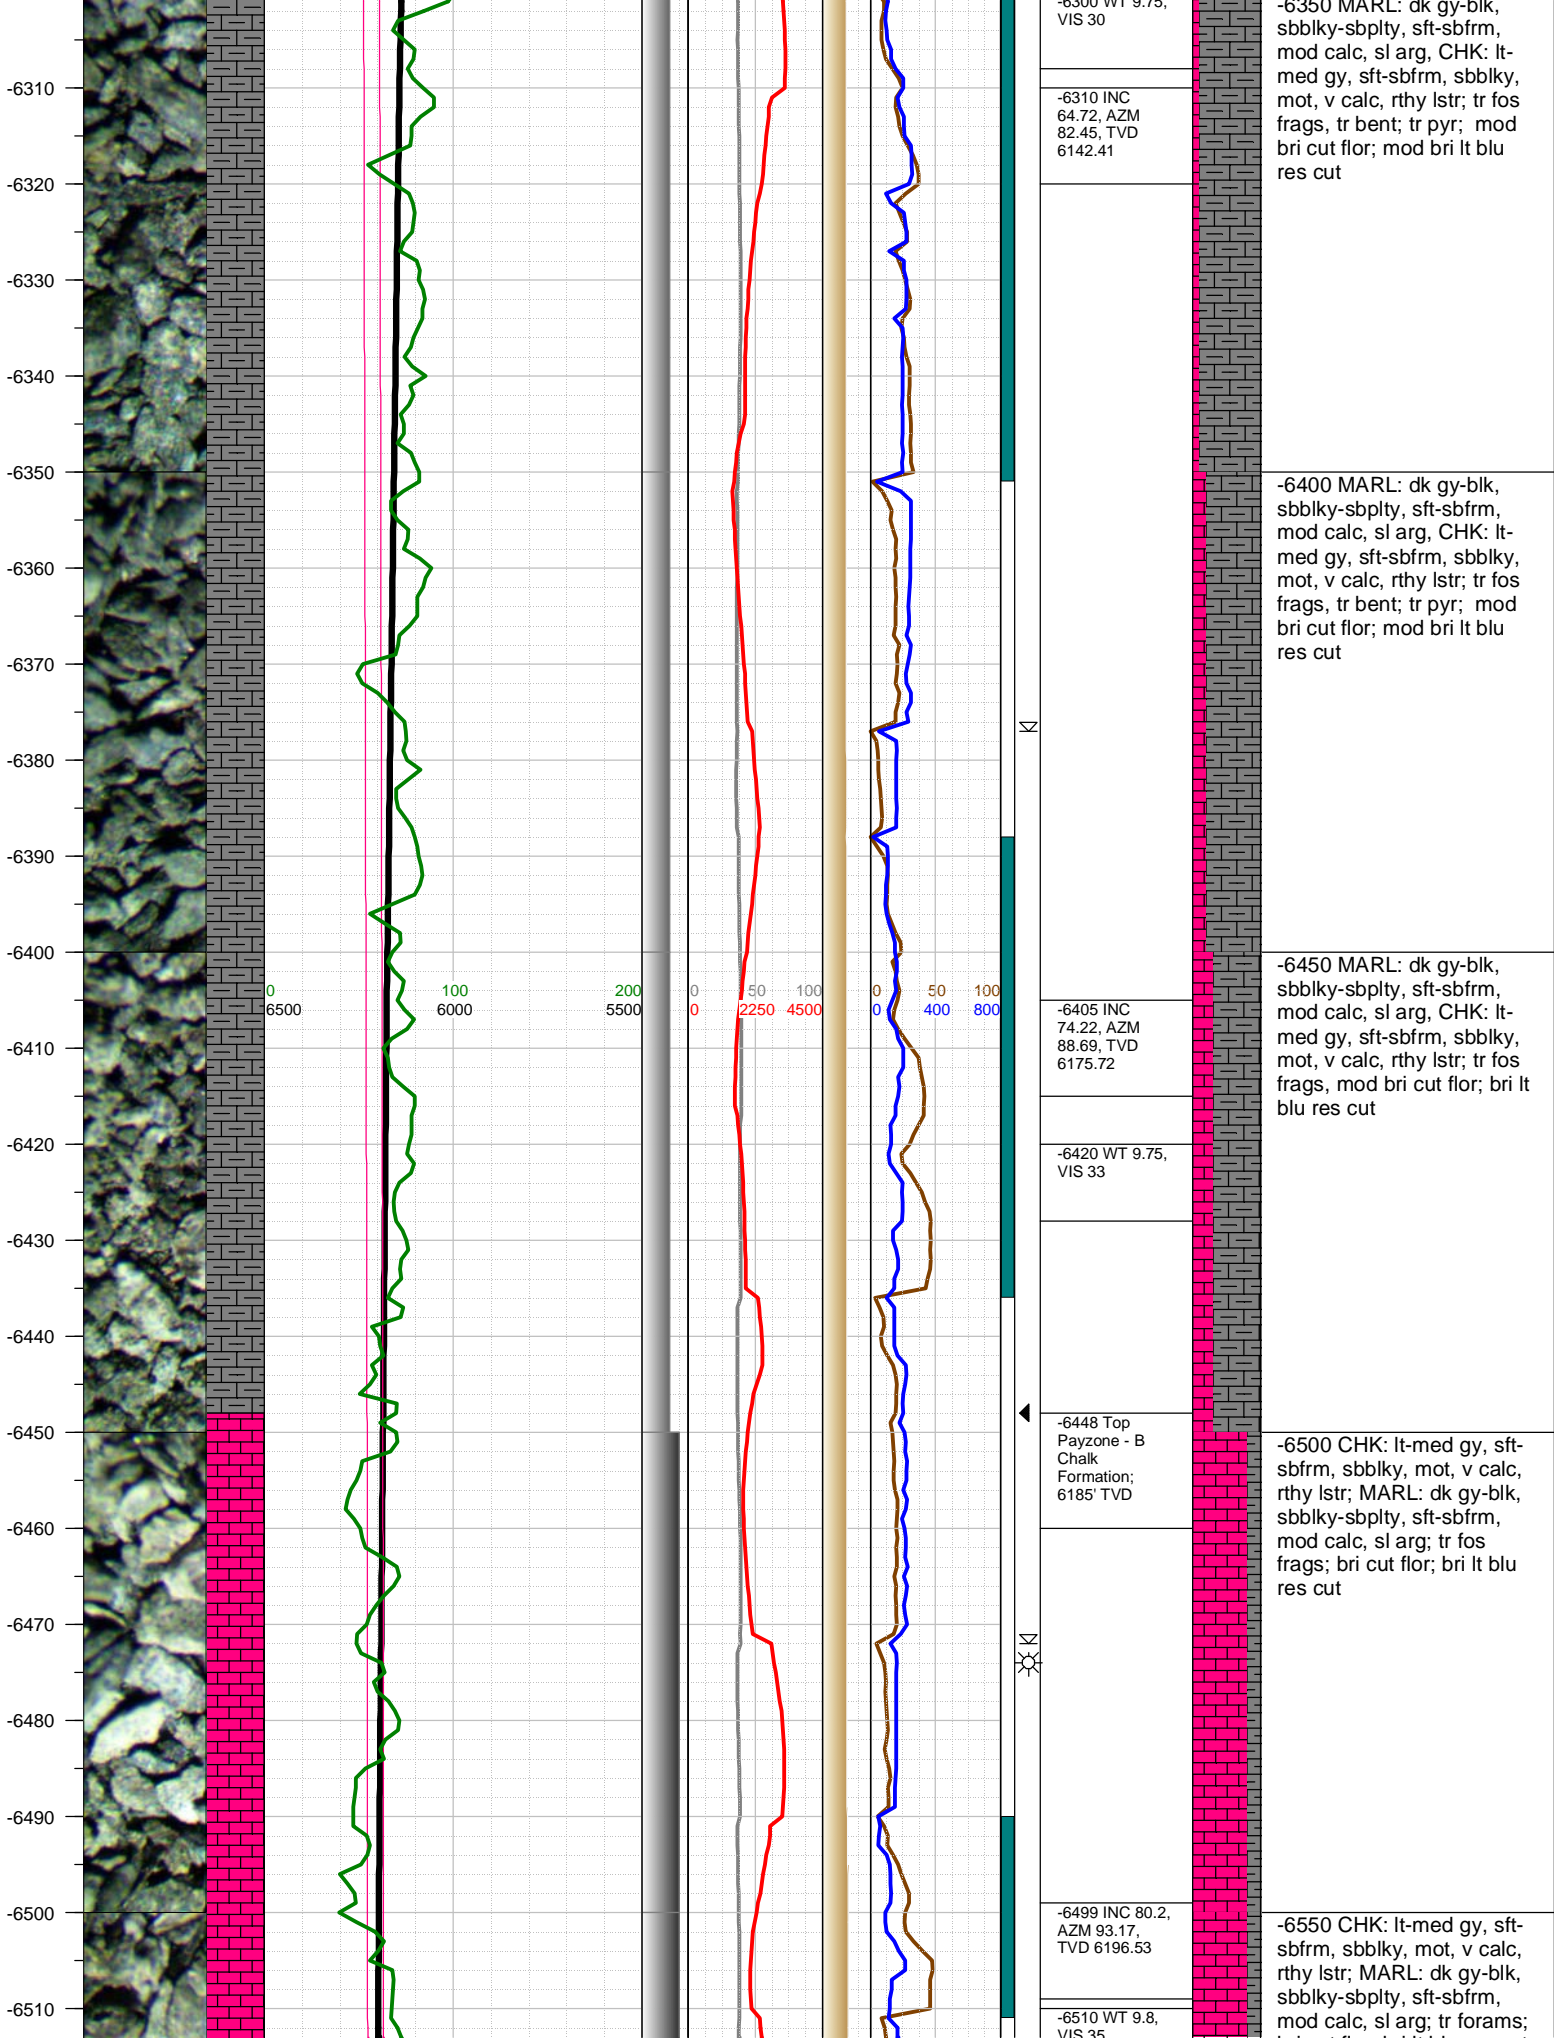 -6300 WT 9.75,
VIS 30
-6350 MARL: dk gy-blk,
sbblky-sbplty, sft-sbfrm,
mod calc, sl arg, CHK: lt-
med gy, sft-sbfrm, sbblky,
mot, v calc, rthy lstr; tr fos
frags, tr bent; tr pyr;  mod
bri cut flor; mod bri lt blu
res cut
-6310
-6310 INC
64.72, AZM
82.45, TVD
6142.41
-6320
-6330
-6340
-6350
-6400 MARL: dk gy-blk,
sbblky-sbplty, sft-sbfrm,
mod calc, sl arg, CHK: lt-
med gy, sft-sbfrm, sbblky,
mot, v calc, rthy lstr; tr fos
frags, tr bent; tr pyr;  mod
bri cut flor; mod bri lt blu
res cut
-6360
-6370
-6380
-6390
-6400
-6450 MARL: dk gy-blk,
sbblky-sbplty, sft-sbfrm,
mod calc, sl arg, CHK: lt-
med gy, sft-sbfrm, sbblky,
mot, v calc, rthy lstr; tr fos
frags, mod bri cut flor; bri lt
blu res cut
0 100 200 0 50 100 0 50 100
6500 6000 5500 0 2250 4500 0 400 800
-6405 INC
74.22, AZM
88.69, TVD
6175.72
-6410
-6420
-6420 WT 9.75,
VIS 33
-6430
-6440
-6450
-6448 Top
Payzone - B
Chalk
Formation;
6185' TVD
-6500 CHK: lt-med gy, sft-
sbfrm, sbblky, mot, v calc,
rthy lstr; MARL: dk gy-blk,
sbblky-sbplty, sft-sbfrm,
mod calc, sl arg; tr fos
frags; bri cut flor; bri lt blu
res cut
-6460
-6470
-6480
-6490
-6500
-6499 INC 80.2,
AZM 93.17,
TVD 6196.53
-6550 CHK: lt-med gy, sft-
sbfrm, sbblky, mot, v calc,
rthy lstr; MARL: dk gy-blk,
sbblky-sbplty, sft-sbfrm,
mod calc, sl arg; tr forams;
-6510
-6510 WT 9.8,
VIS 35